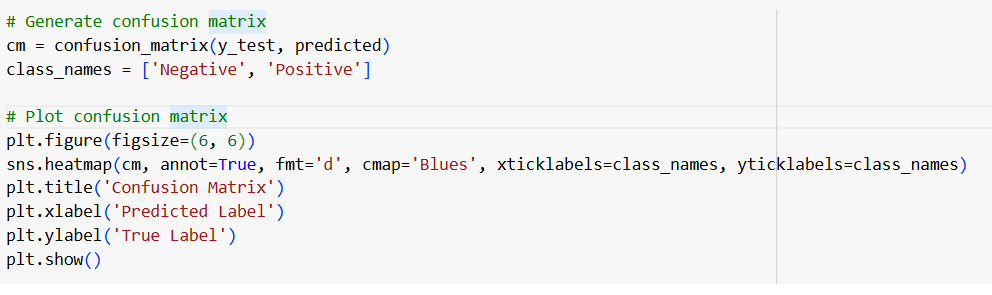 # Generate confusion matrix
cm = confusion_matrix(y_test, predicted)
class_names = ['Negative', 'Positive']

# Plot confusion matrix
plt.figure(figsize=(6, 6))
sns.heatmap(cm, annot=True, fmt='d', cmap='Blues', xticklabels=class_names, yticklabels=class_names)
plt.title('Confusion Matrix')
plt.xlabel('Predicted Label')
plt.ylabel('True Label')
plt.show()